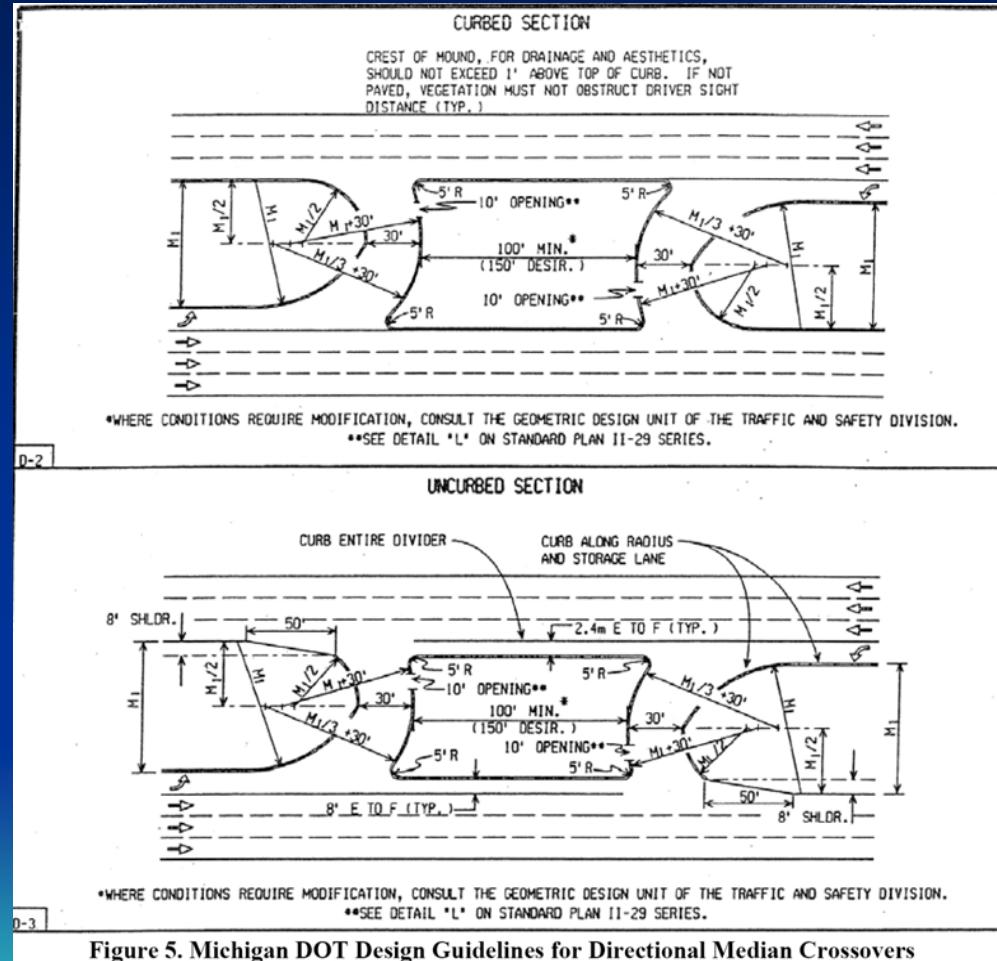 CURBED SECTION
CREST OF MOUND, FOR DRAINAGE AND AESTHETICS,
SHOULD NOT EXCEED 1' ABOVE TOP OF CURB. IF NOT
PAVED, VEGETATION MUST NOT OBSTRUCT DRIVER SIGHT
DISTANCE (TYP.)
M1
M1/2
M1
M1/2
M1+30'
M1/3 +30'
30'
5' R
10' OPENING**
5' R
100' MIN.*
(150' DESIR.)
10' OPENING**
5' R
5' R
M1/3 +30'
30'
M1+30'
M1/2
M1
M1/2
M1
*WHERE CONDITIONS REQUIRE MODIFICATION, CONSULT THE GEOMETRIC DESIGN UNIT OF THE TRAFFIC AND SAFETY DIVISION.
**SEE DETAIL "L" ON STANDARD PLAN II-29 SERIES.
D-2
UNCURBED SECTION
CURB ENTIRE DIVIDER
CURB ALONG RADIUS
AND STORAGE LANE
8' SHLDR.
50'
2.4m E TO F (TYP.)
M1
M1/2
M1
M1/2
M1+30'
M1/3 +30'
30'
5' R
10' OPENING**
5' R
100' MIN.*
(150' DESIR.)
10' OPENING**
5' R
5' R
M1/3 +30'
30'
M1+30'
M1/2
M1
M1/2
M1
8' E TO F (TYP.)
50'
8' SHLDR.
*WHERE CONDITIONS REQUIRE MODIFICATION, CONSULT THE GEOMETRIC DESIGN UNIT OF THE TRAFFIC AND SAFETY DIVISION.
**SEE DETAIL "L" ON STANDARD PLAN II-29 SERIES.
D-3
Figure 5. Michigan DOT Design Guidelines for Directional Median Crossovers